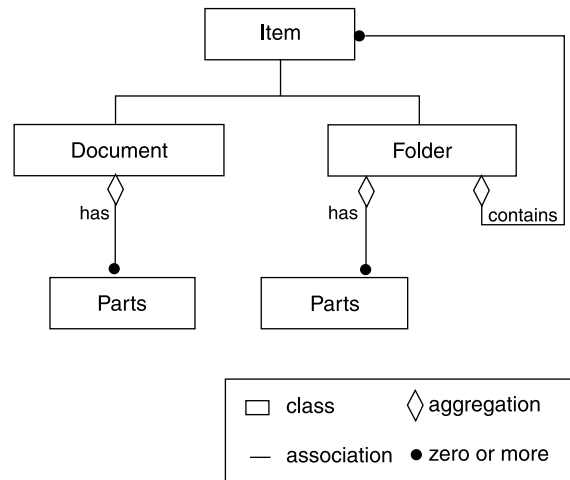 Item
Document
Folder
has
has
contains
Parts
Parts
class
aggregation
association
zero or more